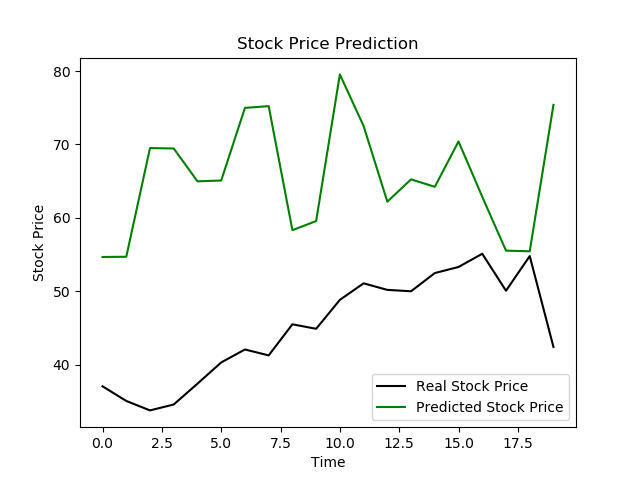 Stock Price Prediction
80
70
60
50
40
Stock Price
0.0 2.5 5.0 7.5 10.0 12.5 15.0 17.5
Time
Real Stock Price
Predicted Stock Price